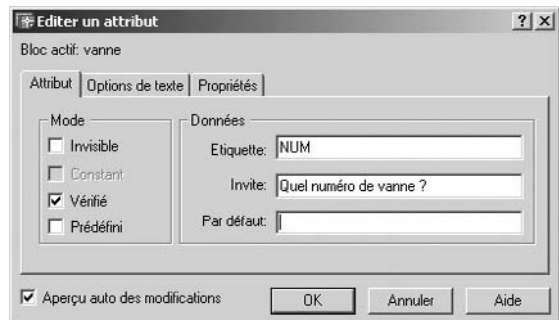 Editer un attribut
Bloc actif: vanne
Attribut Options de texte Propriétés
Mode
Invisible
Constant
Vérifié
Prédéfini
Données
Etiquette: NUM
Invite: Quel numéro de vanne ?
Par défaut:
Aperçu auto des modifications
OK Annuler Aide